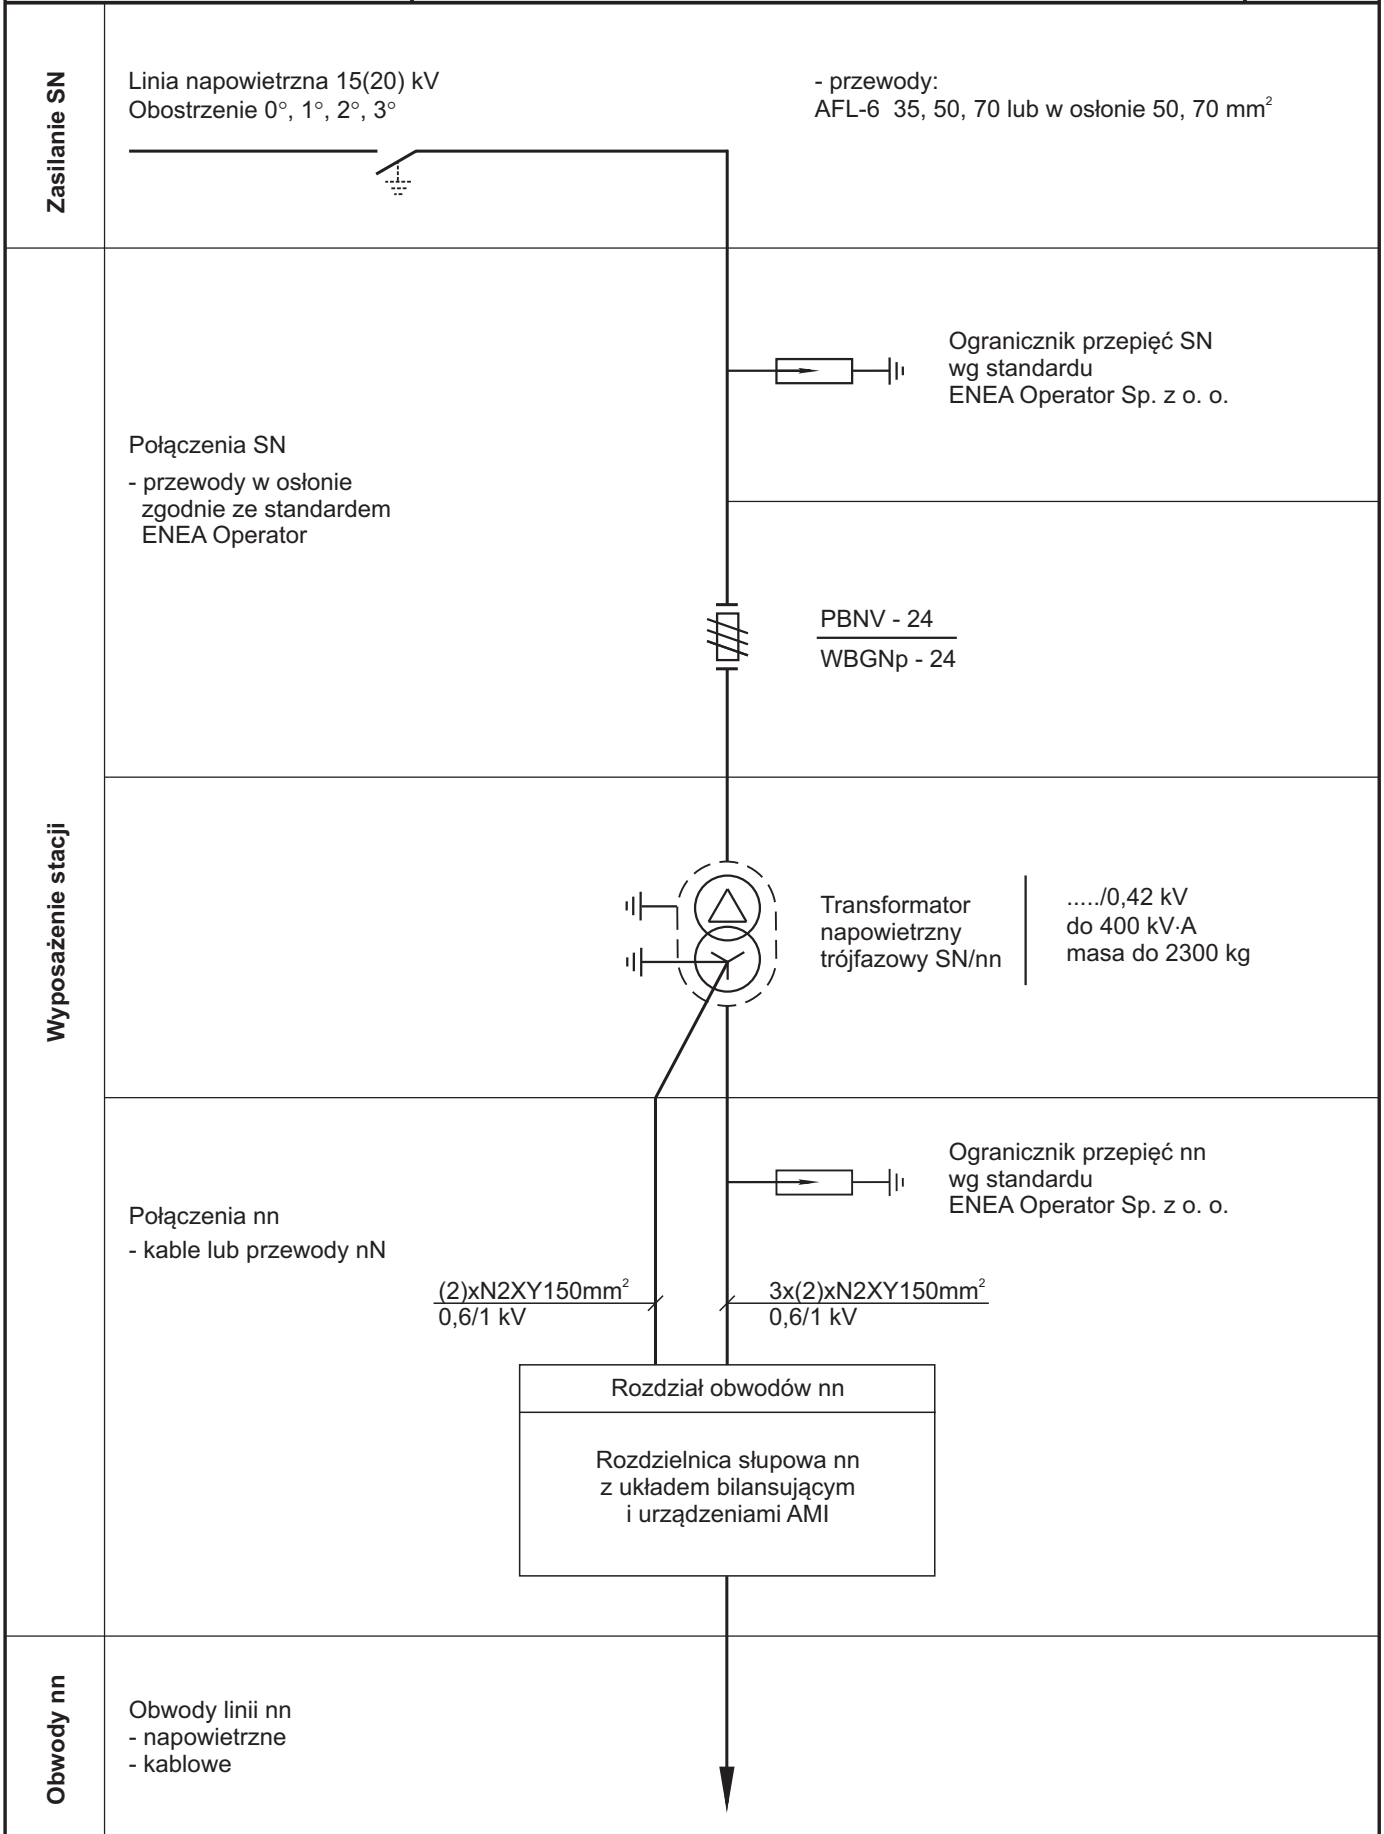 Zasilanie SN
Linia napowietrzna 15(20) kV
Obostrzenie 0°, 1°, 2°, 3°
- przewody:
AFL-6 35, 50, 70 lub w osłonie 50, 70 mm²
Wyposażenie stacji
Ogranicznik przepięć SN
wg standardu
ENEA Operator Sp. z o. o.
Połączenia SN
- przewody w osłonie
zgodnie ze standardem
ENEA Operator
PBNV - 24
WBGNp - 24
Transformator
napowietrzny
trójfazowy SN/nn
...../0,42 kV
do 400 kV·A
masa do 2300 kg
Ogranicznik przepięć nn
wg standardu
ENEA Operator Sp. z o. o.
Połączenia nn
- kable lub przewody nN
(2)xN2XY150mm²
0,6/1 kV
3x(2)xN2XY150mm²
0,6/1 kV
Rozdział obwodów nn
Rozdzielnica słupowa nn
z układem bilansującym
i urządzeniami AMI
Obwody nn
Obwody linii nn
- napowietrzne
- kablowe